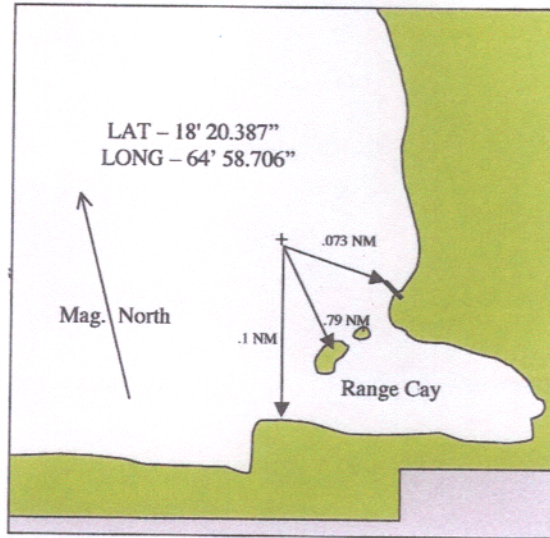 LAT – 18' 20.387”
LONG – 64’ 58.706”
.073 NM
Mag. North
.79 NM
.1 NM
Range Cay